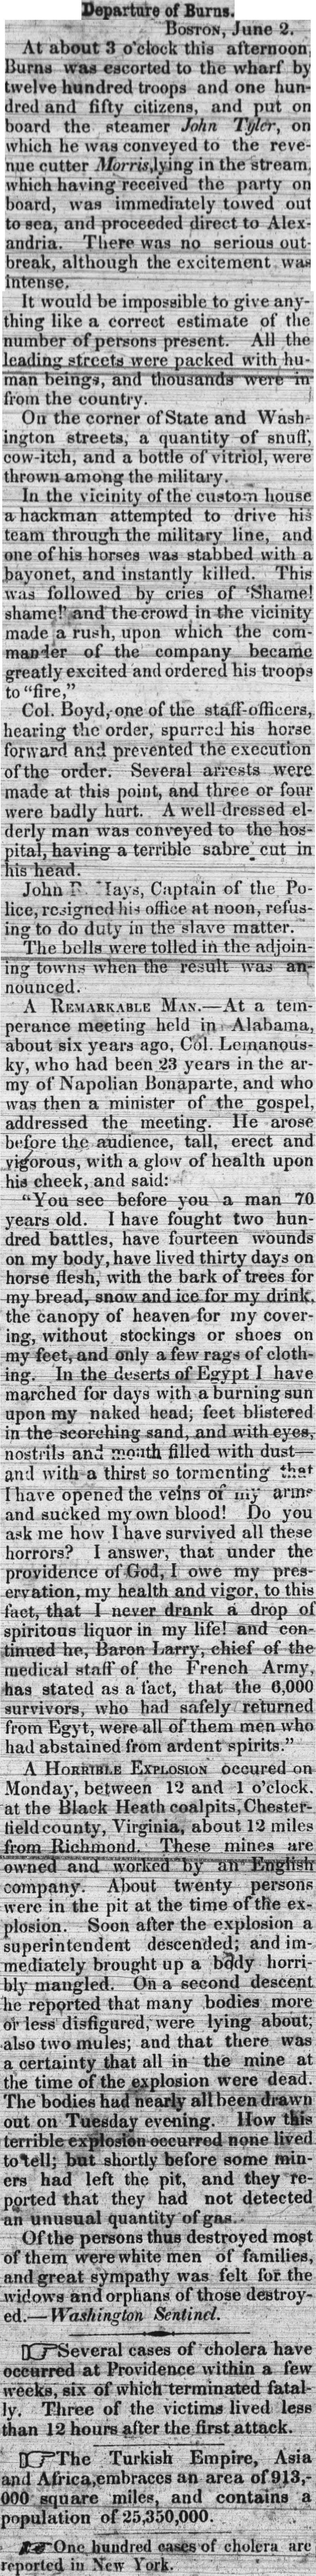 Departure of Burns.
BOSTON, June 2.
At about 3 o'clock this afternoon,
Burns was escorted to the wharf by
twelve hundred troops and one hun-
dred and fifty citizens, and put on
board the steamer John Tyler, on
which he was conveyed to the reve-
nue cutter Morris, lying in the stream,
which having received the party on
board, was immediately towed out
to sea, and proceeded direct to Alex-
andria. There was no serious out-
break, although the excitement was
intense.
It would be impossible to give any-
thing like a correct estimate of the
number of persons present. All the
leading streets were packed with hu-
man beings, and thousands were in
from the country.
On the corner of State and Wash-
ington streets, a quantity of snuff,
cow-itch, and a bottle of vitriol, were
thrown among the military.
In the vicinity of the custom house
a hackman attempted to drive his
team through the military line, and
one of his horses was stabbed with a
bayonet, and instantly killed. This
was followed by cries of 'Shame!
shame!' and the crowd in the vicinity
made a rush, upon which the com-
mander of the company became
greatly excited and ordered his troops
to "fire,"
Col. Boyd, one of the staff-officers,
hearing the order, spurred his horse
forward and prevented the execution
of the order. Several arrests were
made at this point, and three or four
were badly hurt. A well dressed el-
derly man was conveyed to the hos-
pital, having a terrible sabre cut in
his head.
John Hays, Captain of the Po-
lice, resigned his office at noon, refus-
ing to do duty in the slave matter.
The bells were tolled in the adjoin-
ing towns when the result was an-
nounced.
A REMARKABLE MAN.—At a tem-
perance meeting held in Alabama,
about six years ago, Col. Lemanous-
ky, who had been 23 years in the ar-
my of Napolian Bonaparte, and who
was then a minister of the gospel,
addressed the meeting. He arose
before the audience, tall, erect and
vigorous, with a glow of health upon
his cheek, and said:
"You see before you a man 70
years old. I have fought two hun-
dred battles, have fourteen wounds
on my body, have lived thirty days on
horse flesh, with the bark of trees for
my bread, snow and ice for my drink,
the canopy of heaven for my cover-
ing, without stockings or shoes on
my feet, and only a few rags of cloth-
ing. In the deserts of Egypt I have
marched for days with a burning sun
upon my naked head; feet blistered
in the scorching sand, and with eyes,
nostrils and mouth filled with dust—
and with a thirst so tormenting that
I have opened the veins of my arms
and sucked my own blood! Do you
ask me how I have survived all these
horrors? I answer, that under the
providence of God, I owe my pres-
ervation, my health and vigor, to this
fact, that I never drank a drop of
spiritous liquor in my life! and con-
tinued he, Baron Larry, chief of the
medical staff of the French Army,
has stated as a fact, that the 6,000
survivors, who had safely returned
from Egyt, were all of them men who
had abstained from ardent spirits."
A HORRIBLE EXPLOSION occured on
Monday, between 12 and 1 o'clock.
at the Black Heath coalpits, Chester-
field county, Virginia, about 12 miles
from Richmond. These mines are
owned and worked by an English
company. About twenty persons
were in the pit at the time of the ex-
plosion. Soon after the explosion a
superintendent descended; and im-
mediately brought up a body horri
bly mangled. On a second descent
he reported that many bodies more
or less disfigured, were lying about;
also two mules; and that there was
a certainty that all in the mine at
the time of the explosion were dead.
The bodies had nearly all been drawn
out on Tuesday evening. How this
terrible explosion occurred none lived
to tell; but shortly before some min-
ers had left the pit, and they re-
ported that they had not detected
an unusual quantity of gas.
Of the persons thus destroyed most
of them were white men of families,
and great sympathy was felt for the
widows and orphans of those destroy-
ed.—Washington Sentinel.
☞Several cases of cholera have
occurred at Providence within a few
weeks, six of which terminated fatal-
ly. Three of the victims lived less
than 12 hours after the first attack.
☞The Turkish Empire, Asia
and Africa, embraces an area of 913,-
000 square miles, and contains a
population of 25,350,000.
☞One hundred cases of cholera are
reported in New York.